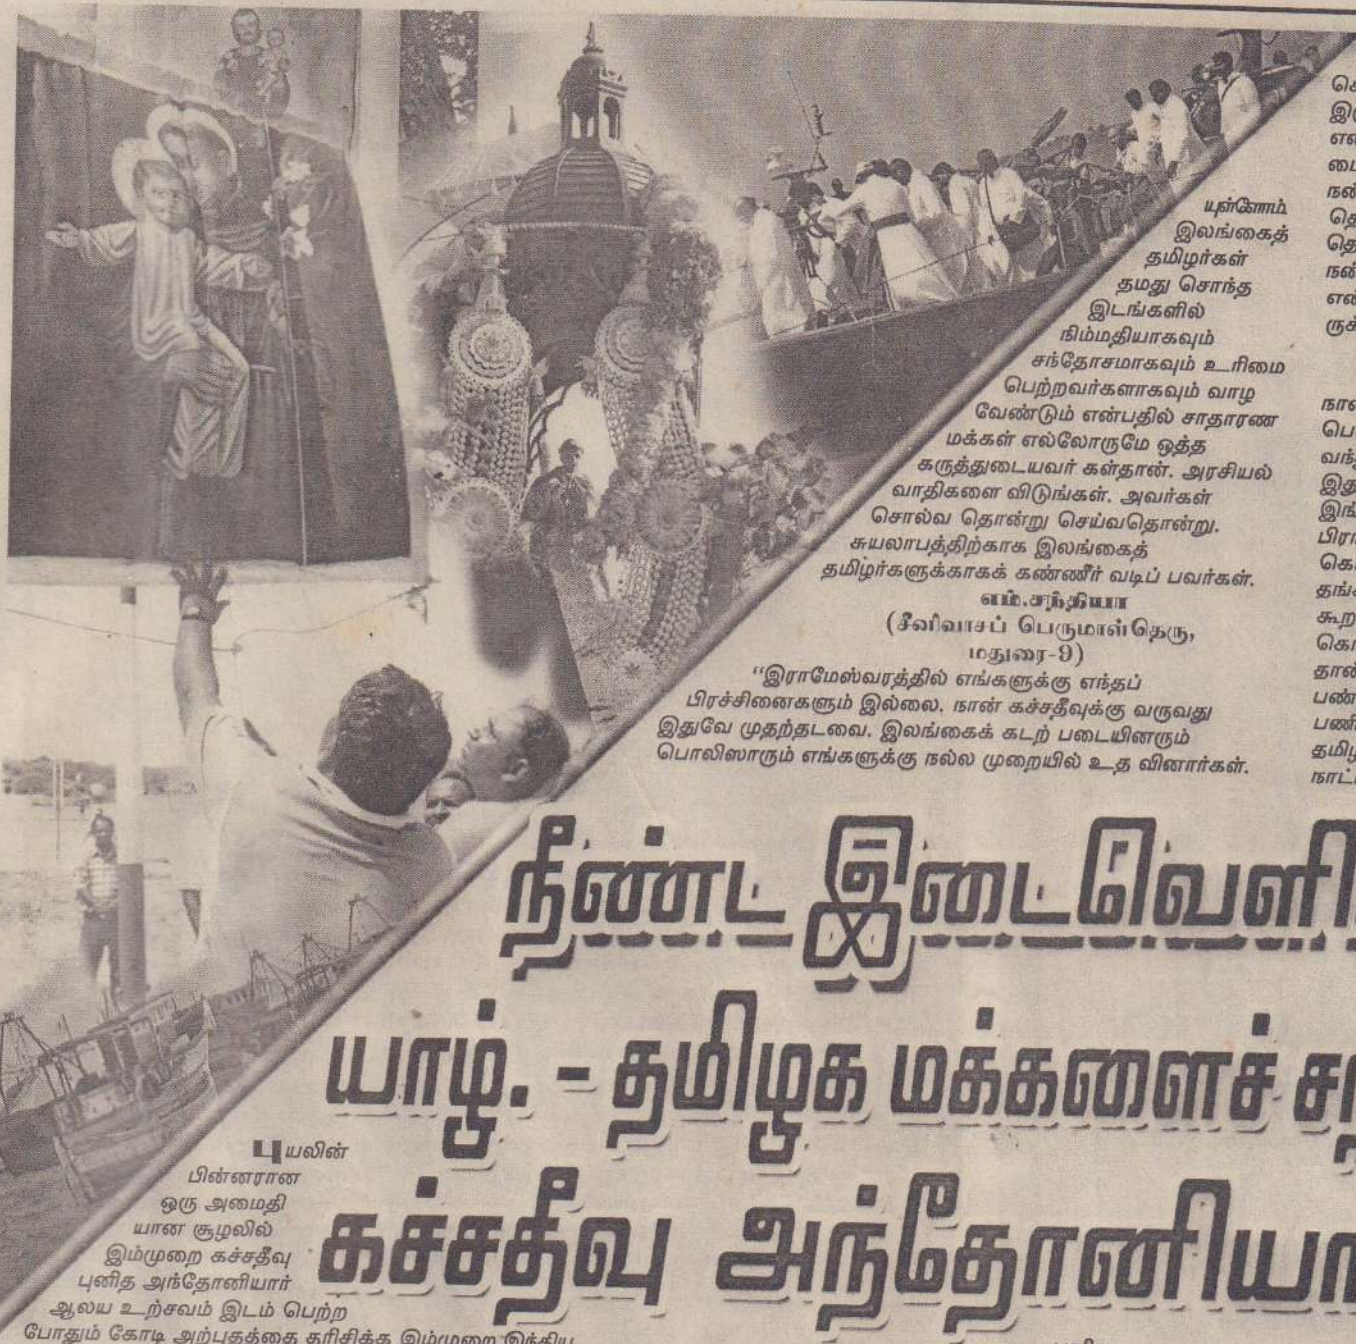 யுள்ளோம்.
இலங்கைத்
தமிழர்கள்
தமது சொந்த
இடங்களில்
நிம்மதியாகவும்
சந்தோசமாகவும் உரிமை
பெற்றவர்களாகவும் வாழ
வேண்டும் என்பதில் சாதாரண
மக்கள் எல்லோருமே ஒத்த
கருத்துடையவர் கள்தான். அரசியல்
வாதிகளை விடுங்கள். அவர்கள்
சொல்வ தொன்று செய்வதொன்று.
சுயலாபத்திற்காக இலங்கைத்
தமிழர்களுக்காகக் கண்ணீர் வடிப் பவர்கள்.
எம்.சந்தியா
(சீனிவாசப் பெருமாள்தெரு,
மதுரை-9)
“இராமேஸ்வரத்தில் எங்களுக்கு எந்தப்
பிரச்சினைகளும் இல்லை. நான் கச்சதீவுக்கு வருவது
இதுவே முதற்தடவை. இலங்கைக் கடற் படையினரும்
பொலிஸாரும் எங்களுக்கு நல்ல முறையில் உத வினார்கள்.
நீண்ட இடைவெளி
யாழ். - தமிழக மக்களைச்
கச்சதீவு அந்தோனியா
புயலின்
பின்னரான
ஒரு அமைதி
யான சூழலில்
இம்முறை கச்சதீவு
புனித அந்தோனியார்
ஆலய உற்சவம் இடம் பெற்ற
போதும் கோடி அற்புதத்தை தரிசிக்க இம்முறை இந்திய